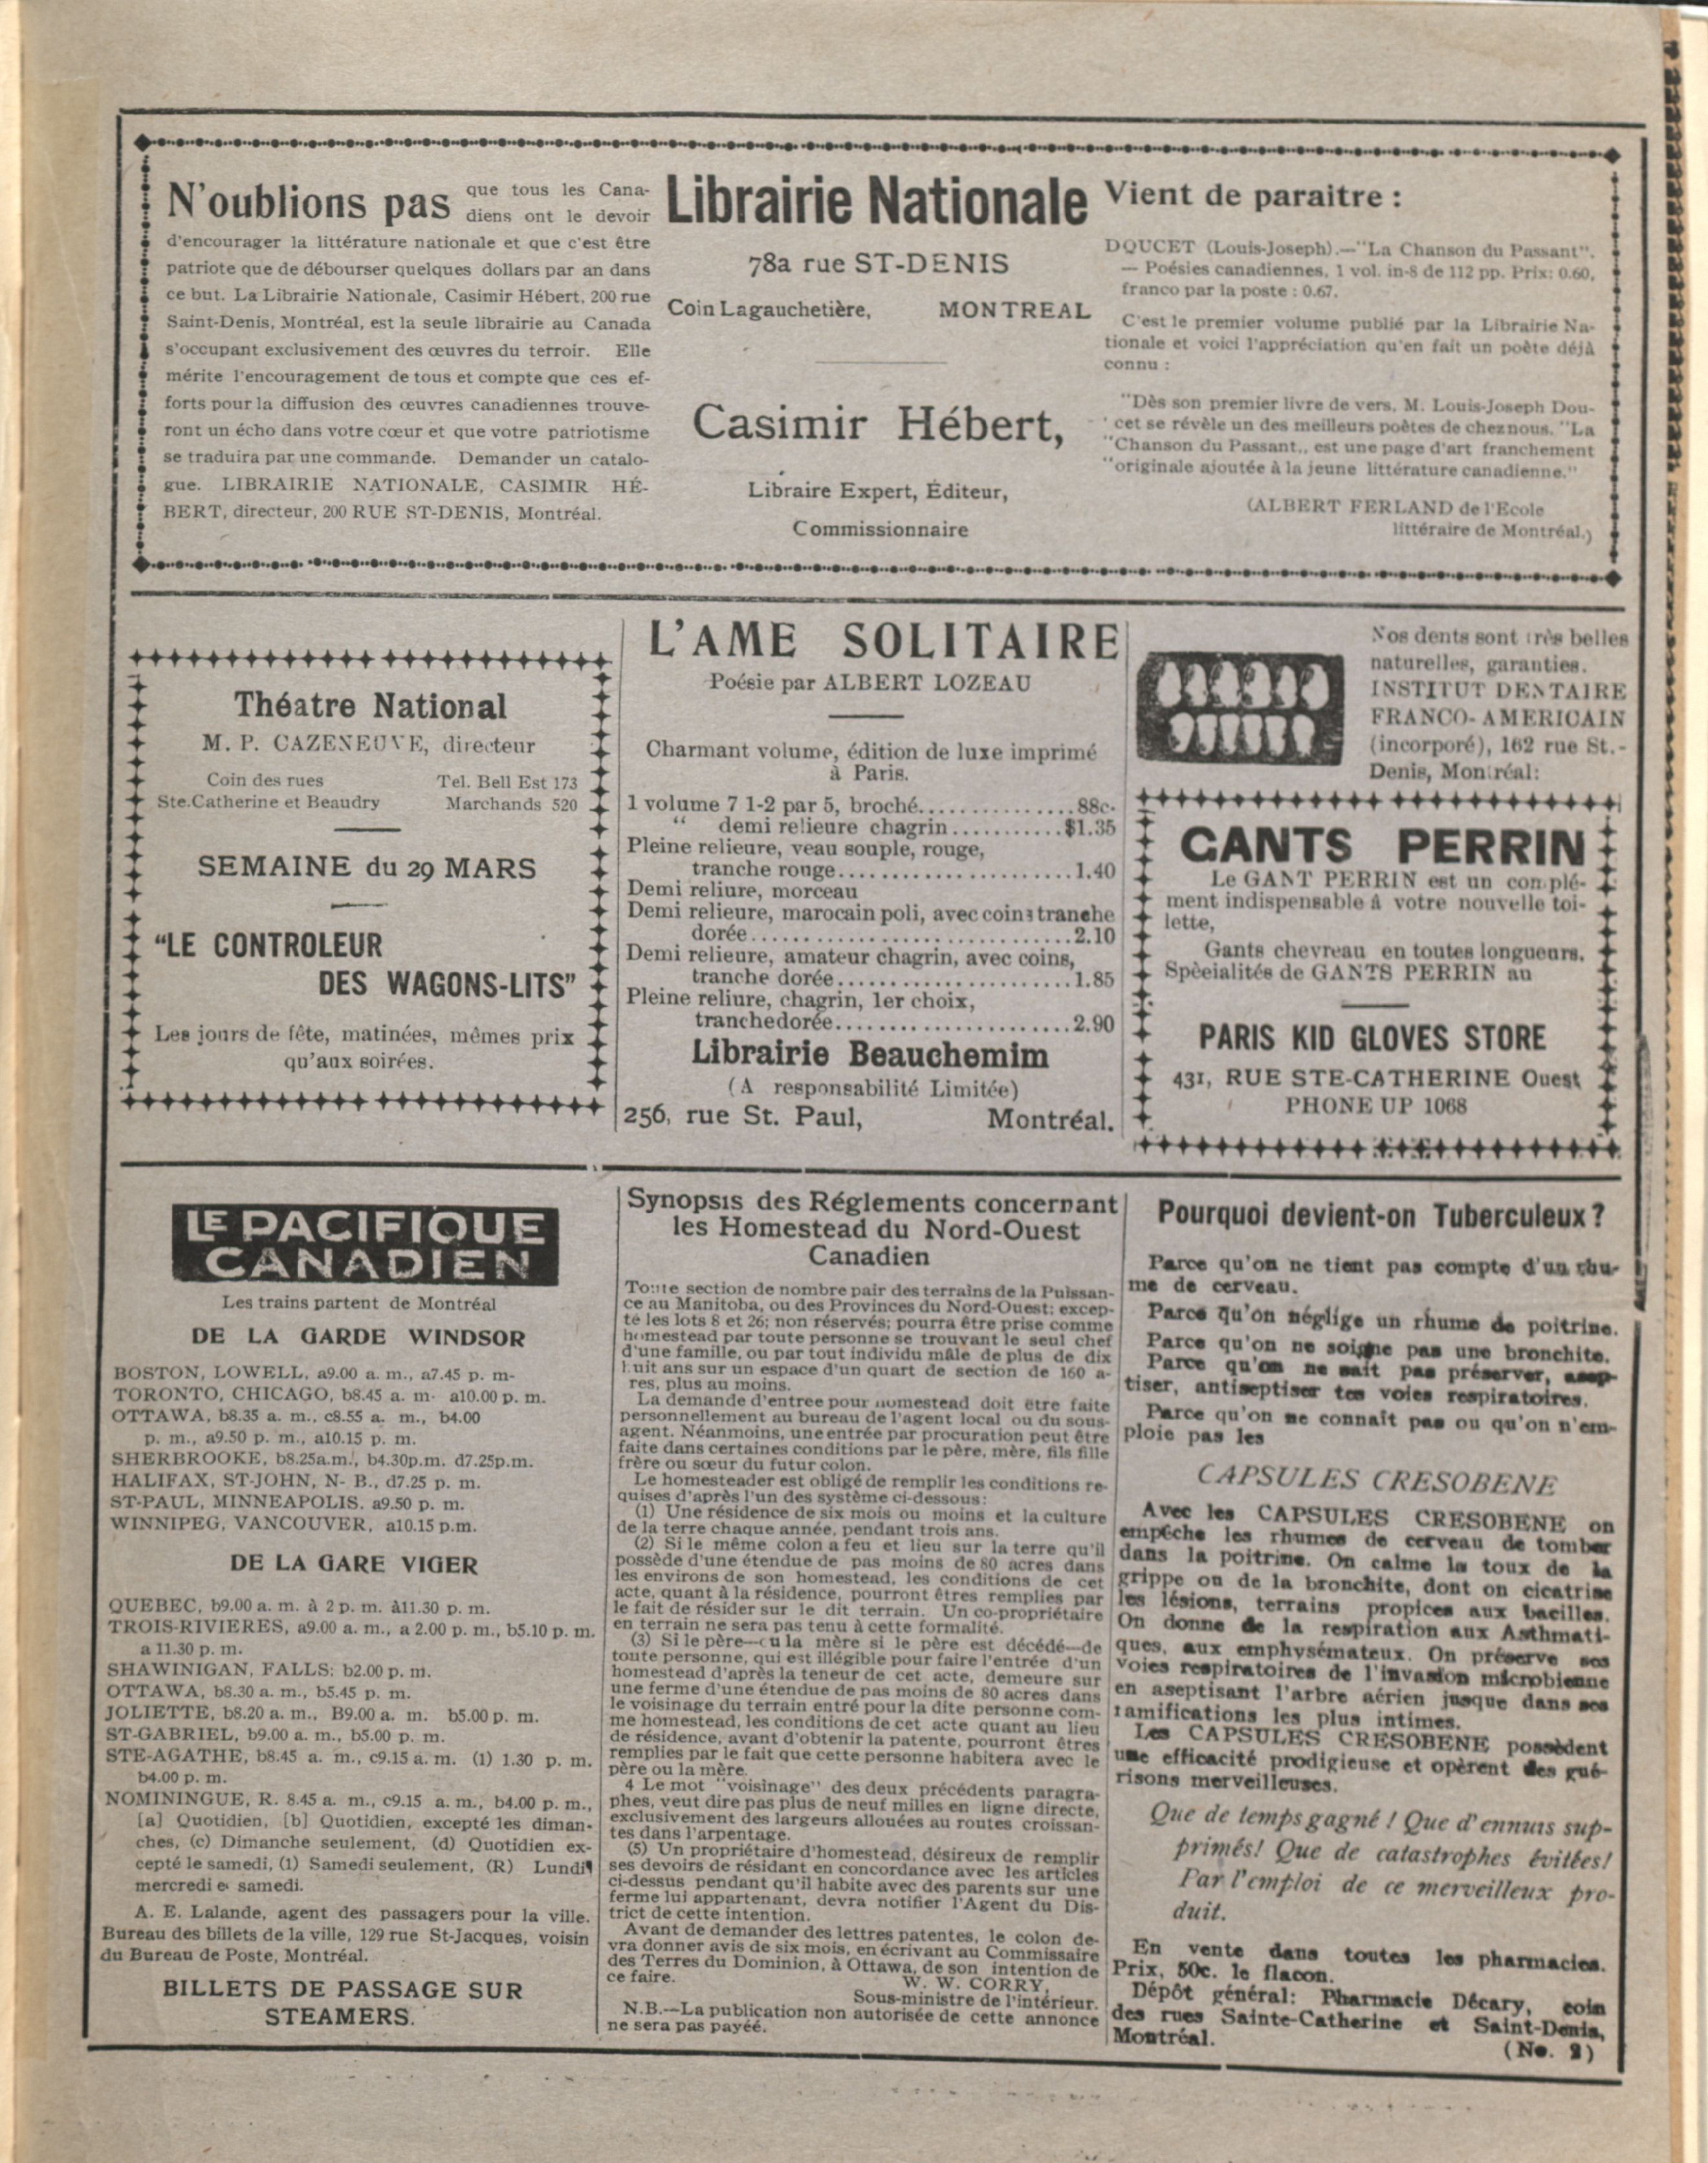 N'oublions pas que tous les Cana-
diens ont le devoir
d'encourager la littérature nationale et que c'est être
patriote que de débourser quelques dollars par an dans
ce but. La Librairie Nationale, Casimir Hébert, 200 rue
Saint-Denis, Montréal, est la seule librairie au Canada
s'occupant exclusivement des œuvres du terroir. Elle
mérite l'encouragement de tous et compte que ces ef-
forts pour la diffusion des œuvres canadiennes trouve-
ront un écho dans votre cœur et que votre patriotisme
se traduira par une commande. Demander un catalo-
gue. LIBRAIRIE NATIONALE, CASIMIR HÉ-
BERT, directeur, 200 RUE ST-DENIS, Montréal.
Librairie Nationale
78a rue ST-DENIS
Coin Lagauchetière, MONTREAL
Casimir Hébert,
Libraire Expert, Éditeur,
Commissionnaire
Vient de paraitre :
DOUCET (Louis-Joseph).—"La Chanson du Passant".
— Poésies canadiennes, 1 vol. in-8 de 112 pp. Prix: 0.60,
franco par la poste : 0.67.
C'est le premier volume publié par la Librairie Na-
tionale et voici l'appréciation qu'en fait un poète déjà
connu :
"Dès son premier livre de vers, M. Louis-Joseph Dou-
' cet se révèle un des meilleurs poètes de cheznous. "La
"Chanson du Passant,, est une page d'art franchement
"originale ajoutée à la jeune littérature canadienne."
(ALBERT FERLAND de l'Ecole
littéraire de Montréal.)
Théatre National
M. P. CAZENEUVE, directeur
Coin des rues Tel. Bell Est 173
Ste.Catherine et Beaudry Marchands 520
SEMAINE du 29 MARS
"LE CONTROLEUR
DES WAGONS-LITS"
Les jours de fête, matinées, mêmes prix
qu'aux soirées.
L'AME SOLITAIRE
Poésie par ALBERT LOZEAU
Charmant volume, édition de luxe imprimé
à Paris.
1 volume 7 1-2 par 5, broché..............88c.
" demi relieure chagrin...........$1.35
Pleine relieure, veau souple, rouge,
tranche rouge......................1.40
Demi reliure, morceau
Demi relieure, marocain poli, avec coins tranche
dorée..............................2.10
Demi relieure, amateur chagrin, avec coins,
tranche dorée......................1.85
Pleine reliure, chagrin, 1er choix,
tranchedorée.......................2.90
Librairie Beauchemim
(A responsabilité Limitée)
256, rue St. Paul, Montréal.
Nos dents sont très belles
naturelles, garanties.
INSTITUT DENTAIRE
FRANCO-AMERICAIN
(incorporé), 162 rue St.-
Denis, Montréal:
GANTS PERRIN
Le GANT PERRIN est un complé-
ment indispensable à votre nouvelle toi-
lette,
Gants chevreau en toutes longueurs.
Spècialités de GANTS PERRIN au
PARIS KID GLOVES STORE
431, RUE STE-CATHERINE Ouest
PHONE UP 1068
LE PACIFIQUE
CANADIEN
Les trains partent de Montréal
DE LA GARDE WINDSOR
BOSTON, LOWELL, a9.00 a. m., a7.45 p. m-
TORONTO, CHICAGO, b8.45 a. m· a10.00 p. m.
OTTAWA, b8.35 a. m., c8.55 a. m., b4.00
p. m., a9.50 p. m., a10.15 p. m.
SHERBROOKE, b8.25a.m., b4.30p.m. d7.25p.m.
HALIFAX, ST-JOHN, N- B., d7.25 p. m.
ST-PAUL, MINNEAPOLIS. a9.50 p. m.
WINNIPEG, VANCOUVER, a10.15 p.m.
DE LA GARE VIGER
QUEBEC, b9.00 a. m. à 2 p. m. à11.30 p. m.
TROIS-RIVIERES, a9.00 a. m., a 2.00 p. m., b5.10 p. m.
a 11.30 p. m.
SHAWINIGAN, FALLS: b2.00 p. m.
OTTAWA, b8.30 a. m., b5.45 p. m.
JOLIETTE, b8.20 a. m., B9.00 a. m. b5.00 p. m.
ST-GABRIEL, b9.00 a. m., b5.00 p. m.
STE-AGATHE, b8.45 a. m., c9.15 a. m. (1) 1.30 p. m.
b4.00 p. m.
NOMININGUE, R. 8.45 a. m., c9.15 a. m., b4.00 p. m.,
[a] Quotidien, [b] Quotidien, excepté les diman-
ches, (c) Dimanche seulement, (d) Quotidien ex-
cepté le samedi, (1) Samedi seulement, (R) Lundi
mercredi e samedi.
A. E. Lalande, agent des passagers pour la ville.
Bureau des billets de la ville, 129 rue St-Jacques, voisin
du Bureau de Poste, Montréal.
BILLETS DE PASSAGE SUR
STEAMERS.
Synopsis des Réglements concernant
les Homestead du Nord-Ouest
Canadien
Toute section de nombre pair des terrains de la Puissan-
ce au Manitoba, ou des Provinces du Nord-Ouest; excep-
té les lots 8 et 26; non réservés; pourra être prise comme
homestead par toute personne se trouvant le seul chef
d'une famille, ou par tout individu mâle de plus de dix
huit ans sur un espace d'un quart de section de 160 a-
res, plus au moins.
La demande d'entree pour homestead doit être faite
personnellement au bureau de l'agent local ou du sous-
agent. Néanmoins, une entrée par procuration peut être
faite dans certaines conditions par le père, mère, fils fille
frère ou sœur du futur colon.
Le homesteader est obligé de remplir les conditions re-
quises d'après l'un des système ci-dessous:
(1) Une résidence de six mois ou moins et la culture
de la terre chaque année, pendant trois ans.
(2) Si le même colon a feu et lieu sur la terre qu'il
possède d'une étendue de pas moins de 80 acres dans
les environs de son homestead, les conditions de cet
acte, quant à la résidence, pourront êtres remplies par
le fait de résider sur le dit terrain. Un co-propriétaire
en terrain ne sera pas tenu à cette formalité.
(3) Si le père—ou la mère si le père est décédé—de
toute personne, qui est illégible pour faire l'entrée d'un
homestead d'après la teneur de cet acte, demeure sur
une ferme d'une étendue de pas moins de 80 acres dans
le voisinage du terrain entré pour la dite personne com-
me homestead, les conditions de cet acte quant au lieu
de résidence, avant d'obtenir la patente, pourront êtres
remplies par le fait que cette personne habitera avec le
père ou la mère.
4 Le mot "voisinage" des deux précédents paragra-
phes, veut dire pas plus de neuf milles en ligne directe,
exclusivement des largeurs allouées au routes croissan-
tes dans l'arpentage.
(5) Un propriétaire d'homestead, désireux de remplir
ses devoirs de résidant en concordance avec les articles
ci-dessus pendant qu'il habite avec des parents sur une
ferme lui appartenant, devra notifier l'Agent du Dis-
trict de cette intention.
Avant de demander des lettres patentes, le colon de-
vra donner avis de six mois, en écrivant au Commissaire
des Terres du Dominion, à Ottawa, de son intention de
ce faire.
W. W. CORRY,
Sous-ministre de l'intérieur.
N.B.—La publication non autorisée de cette annonce
ne sera pas payéé.
Pourquoi devient-on Tuberculeux ?
Parce qu'on ne tient pas compte d'un rhu-
me de cerveau.
Parce qu'on néglige un rhume de poitrine.
Parce qu'on ne soigne pas une bronchite.
Parce qu'on ne sait pas préserver, asep-
tiser, antiseptiser tes voies respiratoires.
Parce qu'on ne connaît pas ou qu'on n'em-
ploie pas les
CAPSULES CRESOBENE
Avec les CAPSULES CRESOBENE on
empêche les rhumes de cerveau de tomber
dans la poitrine. On calme la toux de la
grippe ou de la bronchite, dont on cicatrise
les lésions, terrains propices aux bacilles.
On donne de la respiration aux Asthmati-
ques, aux emphysémateux. On préserve ses
voies respiratoires de l'invasion microbienne
en aseptisant l'arbre aérien jusque dans ses
ramifications les plus intimes.
Les CAPSULES CRESOBENE possèdent
une efficacité prodigieuse et opèrent des gué-
risons merveilleuses.
Que de temps gagné ! Que d'ennuis sup-
primés! Que de catastrophes évitées!
Par l'emploi de ce merveilleux pro-
duit.
En vente dans toutes les pharmacies.
Prix, 50c. le flacon.
Dépôt général: Pharmacie Décary, coin
des rues Sainte-Catherine et Saint-Denis,
Montréal.
(No. 2)